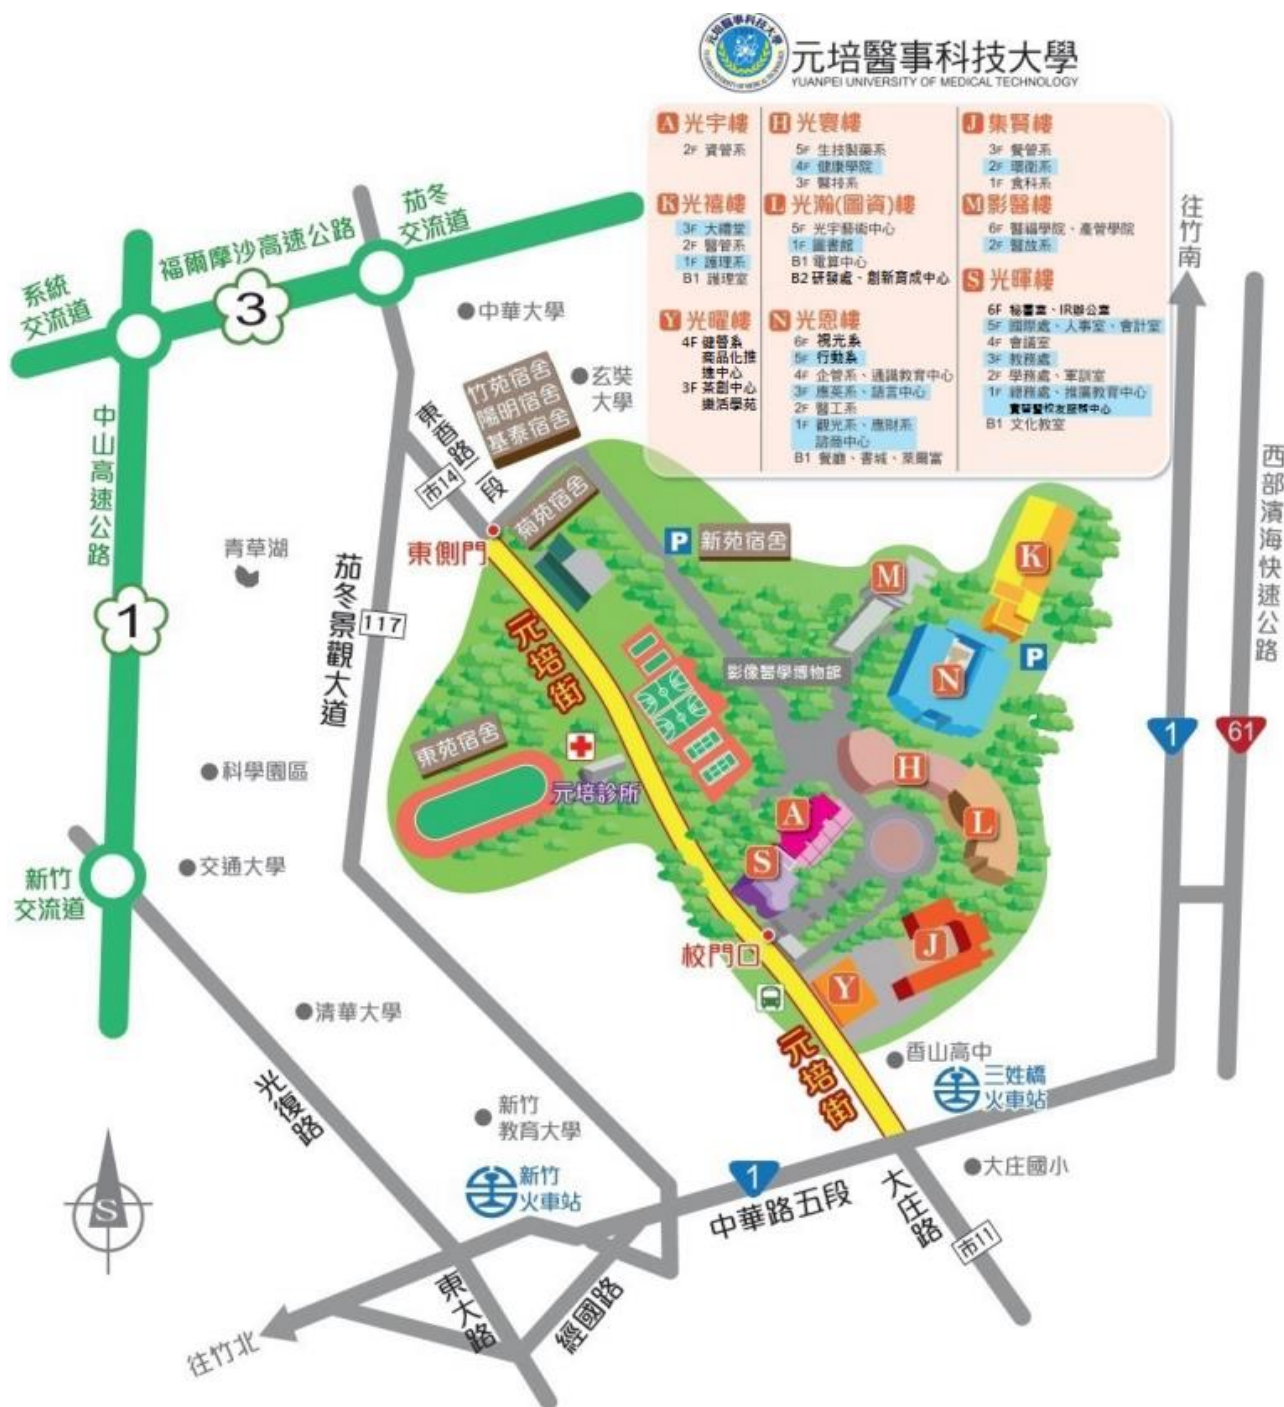 元培醫事科技大學
YUANPEI UNIVERSITY OF MEDICAL TECHNOLOGY
A 光宇樓
2F 資管系
H 光寰樓
5F 生技製藥系
4F 健康學院
3F 醫技系
J 集賢樓
3F 餐管系
2F 環衛系
1F 食科系
K 光禧樓
3F 大禮堂
2F 醫管系
1F 護理系
B1 護理室
L 光瀚(圖資)樓
5F 光宇藝術中心
1F 圖書館
B1 電算中心
B2 研發處、創新育成中心
M 影醫樓
6F 醫福學院、產管學院
2F 醫放系
Y 光曜樓
4F 健管系
商品化推
進中心
3F 茶創中心
樂活學苑
N 光恩樓
6F 視光系
5F 行動系
4F 企管系、通識教育中心
3F 應英系、語言中心
2F 醫工系
1F 觀光系、應財系
諮商中心
B1 餐廳、書城、萊爾富
S 光暉樓
6F 秘書室、IR辦公室
5F 國際處、人事室、會計室
4F 會議室
3F 教務處
2F 學務處、軍訓室
1F 總務處、推廣教育中心
實習暨校友服務中心
B1 文化教室
茄冬
交流道
福爾摩沙高速公路
系統
交流道
3
往竹南
中華大學
玄奘
大學
竹苑宿舍
陽明宿舍
基泰宿舍
東香路二段
市14
中山高速公路
西部濱海快速公路
菊苑宿舍
東側門
P
新苑宿舍
青草湖
M
K
1
117
茄冬景觀大道
元培街
影像醫學博物館
N
P
1
61
東苑宿舍
元培診所
科學園區
H
A
L
S
交通大學
新竹
交流道
校門口
J
Y
清華大學
元培街
香山高中
三姓橋
火車站
光復路
新竹
教育大學
大庄國小
新竹
火車站
1
中華路五段
大庄路
市11
S
東大路
經國路
往竹北